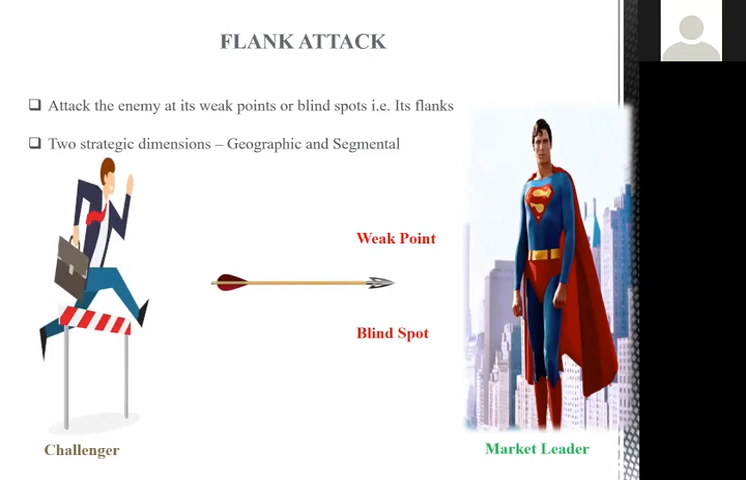 FLANK ATTACK
Attack the enemy at its weak points or blind spots i.e. Its flanks
Two strategic dimensions – Geographic and Segmental
Weak Point
Blind Spot
Challenger
Market Leader